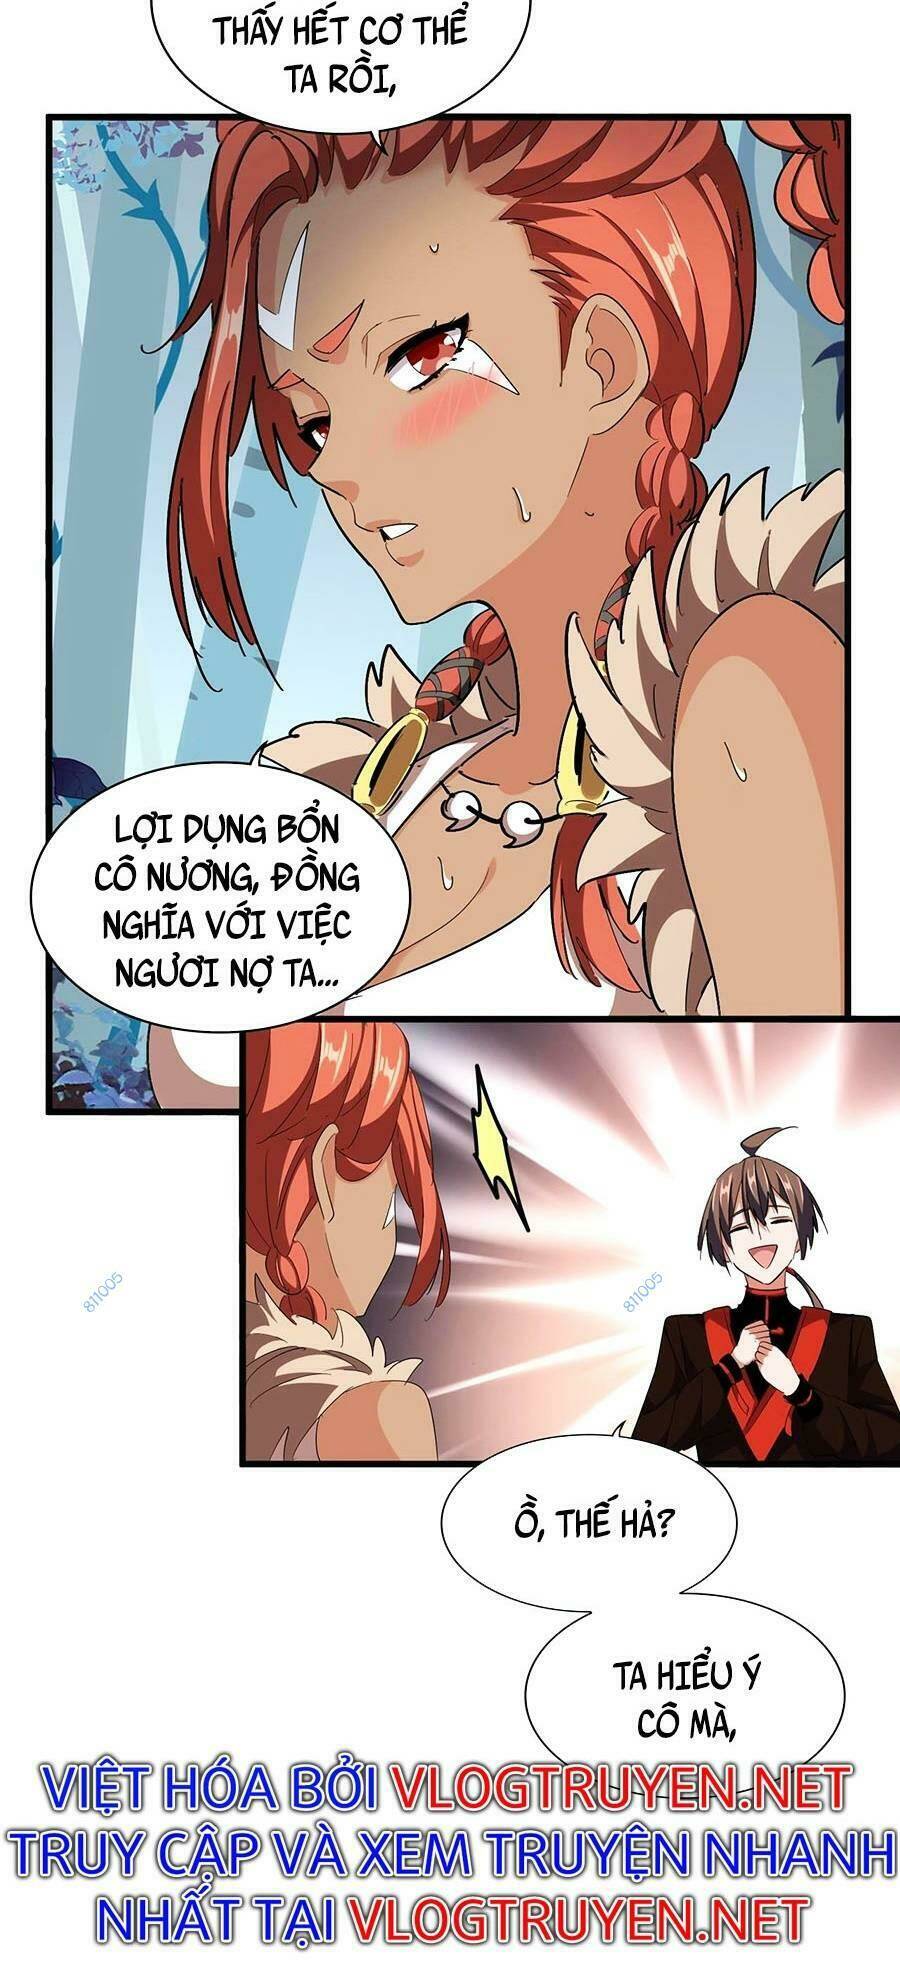 THẤY HẾT CƠ THỂ
TA RỒI,
LỢI DỤNG BỔN
CÔ NƯƠNG, ĐỒNG
NGHĨA VỚI VIỆC
NGƯƠI NỢ TA...
811005
811005
Ồ, THẾ HẢ?
TA HIỂU Ý
CÔ MÀ,
VIỆT HÓA BỞI VLOGTRUYEN.NET
TRUY CẬP VÀ XEM TRUYỆN NHANH
NHẤT TẠI VLOGTRUYEN.NET